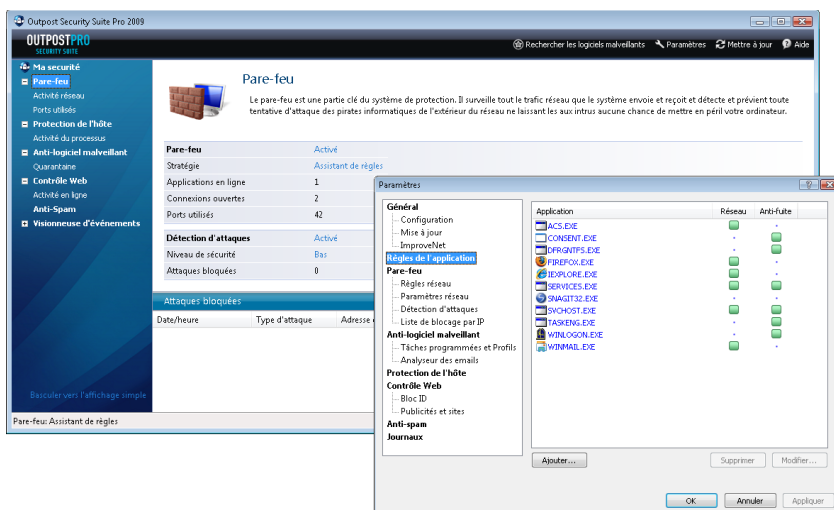 Outpost Security Suite Pro 2009
OUTPOSTPRO
SECURITY SUITE
Rechercher les logiciels malveillants Paramètres Mettre à jour Aide
Ma securité
Pare-feu
Activité réseau
Ports utilisés
Protection de l'hôte
Activité du processus
Anti-logiciel malveillant
Quarantaine
Contrôle Web
Activité en ligne
Anti-Spam
Visionneuse d'événements
Basculer vers l'affichage simple
Pare-feu
Le pare-feu est une partie clé du système de protection. Il surveille tout le trafic réseau que le système envoie et reçoit et détecte et prévient toute
tentative d'attaque des pirates informatiques de l'extérieur du réseau ne laissant les aux intrus aucune chance de mettre en péril votre ordinateur.
Pare-feu Activé
Stratégie Assistant de règles
Applications en ligne 1
Connexions ouvertes 2
Ports utilisés 42
Détection d'attaques Activé
Niveau de sécurité Bas
Attaques bloquées 0
Attaques bloquées
Date/heure Type d'attaque Adresse
Pare-feu: Assistant de règles
Paramètres
Général
Configuration
Mise à jour
ImproveNet
Règles de l'application
Pare-feu
Règles réseau
Paramètres réseau
Détection d'attaques
Liste de blocage par IP
Anti-logiciel malveillant
Tâches programmées et Profils
Analyseur des emails
Protection de l'hôte
Contrôle Web
Bloc ID
Publicités et sites
Anti-spam
Journaux
Application Réseau Anti-fuite
ACS.EXE
CONSENT.EXE
DFRGNTFS.EXE
FIREFOX.EXE
IEXPLORE.EXE
SERVICES.EXE
SNAGIT32.EXE
SVCHOST.EXE
TASKENG.EXE
WINLOGON.EXE
WINMAIL.EXE
Ajouter... Supprimer Modifier...
OK Annuler Appliquer